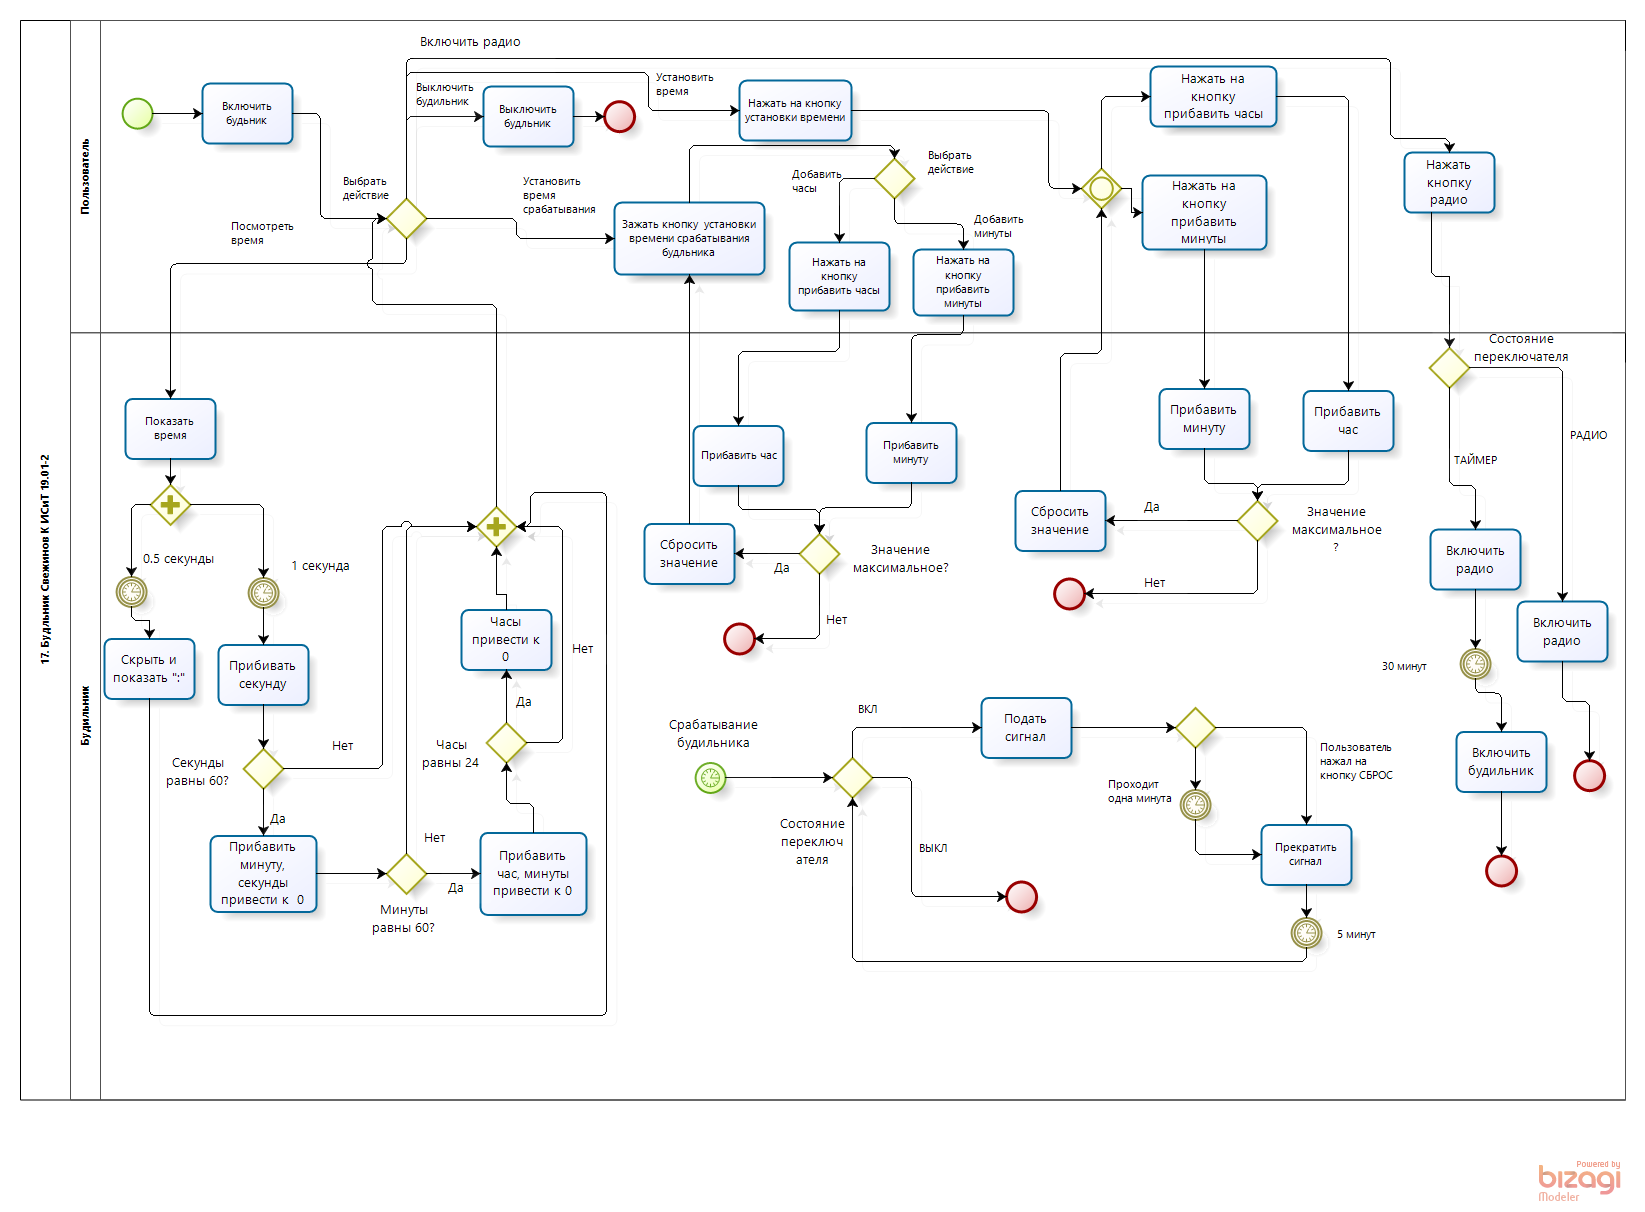 17. Будльник Свежинов К ИСиТ 19.01-2
Пользователь
Включить радио
Включить
будьник
Выбрать
действие
Посмотреть
время
Выключить
будильник
Выключить
будльник
Установить
время
Нажать на кнопку
установки времени
Установить
время
срабатывания
Зажать кнопку  установки
времени срабатывания
будльника
Выбрать
действие
Добавить
часы
Добавить
минуты
Нажать на
кнопку
прибавить часы
Нажать на
кнопку
прибавить
минуты
Нажать на
кнопку
прибавить часы
Нажать на
кнопку
прибавить
минуты
Нажать
кнопку
радио
Будильник
Показать
время
0.5 секунды
1 секунда
Скрыть и
показать ":"
Прибивать
секунду
Секунды
равны 60?
Нет
Да
Прибавить
минуту,
секунды
привести к  0
Минуты
равны 60?
Нет
Да
Прибавить
час, минуты
привести к 0
Часы
равны 24
Да
Нет
Часы
привести к
0
Прибавить час
Прибавить
минуту
Сбросить
значение
Да
Значение
максимальное?
Нет
Прибавить
минуту
Прибавить
час
Сбросить
значение
Да
Значение
максимальное
?
Нет
Состояние
переключателя
ТАЙМЕР
РАДИО
Включить
радио
Включить
радио
30 минут
Включить
будильник
Срабатывание
будильника
Состояние
переключ
ателя
ВКЛ
ВЫКЛ
Подать
сигнал
Проходит
одна минута
Пользователь
нажал на
кнопку СБРОС
Прекратить
сигнал
5 минут
Powered by
bizagi
Modeler